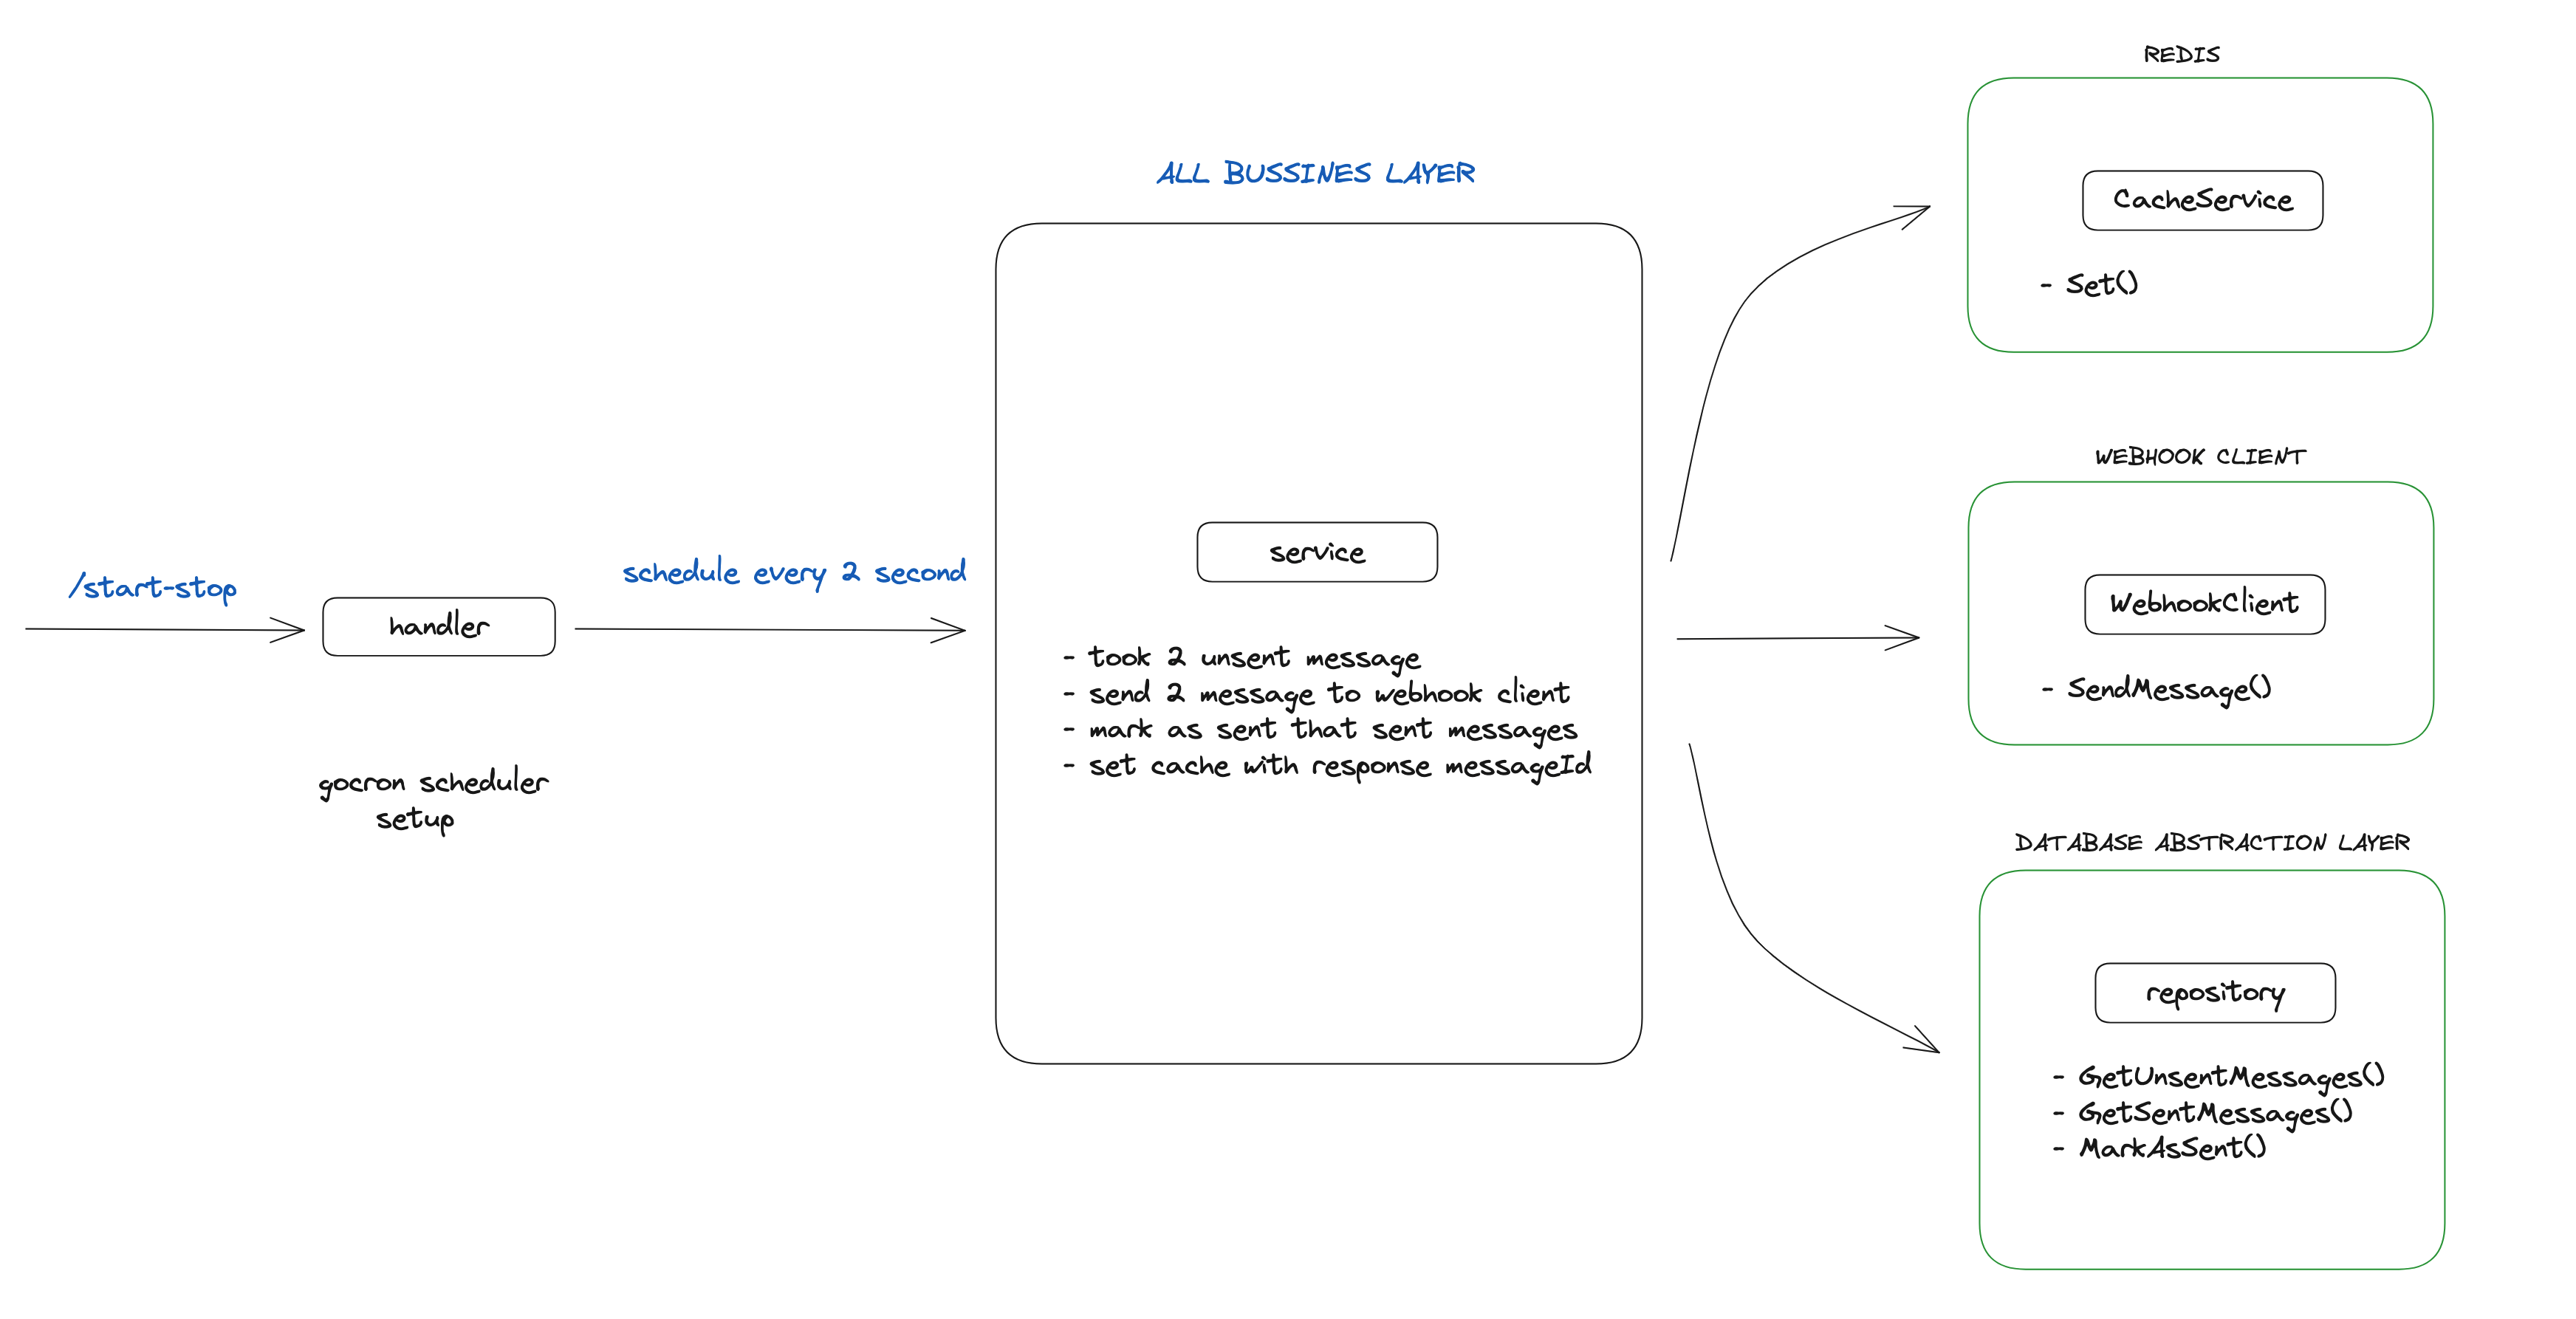 /start-stop
handler
gocron scheduler
setup
schedule every 2 second
ALL BUSSINES LAYER
service
- took 2 unsent message
- send 2 message to webhook client
- mark as sent that sent messages
- set cache with response messageId
REDIS
CacheService
- Set()
WEBHOOK CLIENT
WebhookClient
- SendMessage()
DATABASE ABSTRACTION LAYER
repository
- GetUnsentMessages()
- GetSentMessages()
- MarkAsSent()